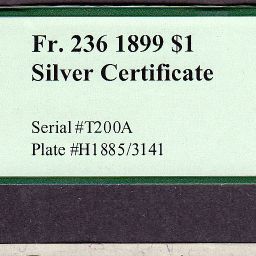 Fr. 236 1899 $1
Silver Certificate
Serial #T200A
Plate #H1885/3141